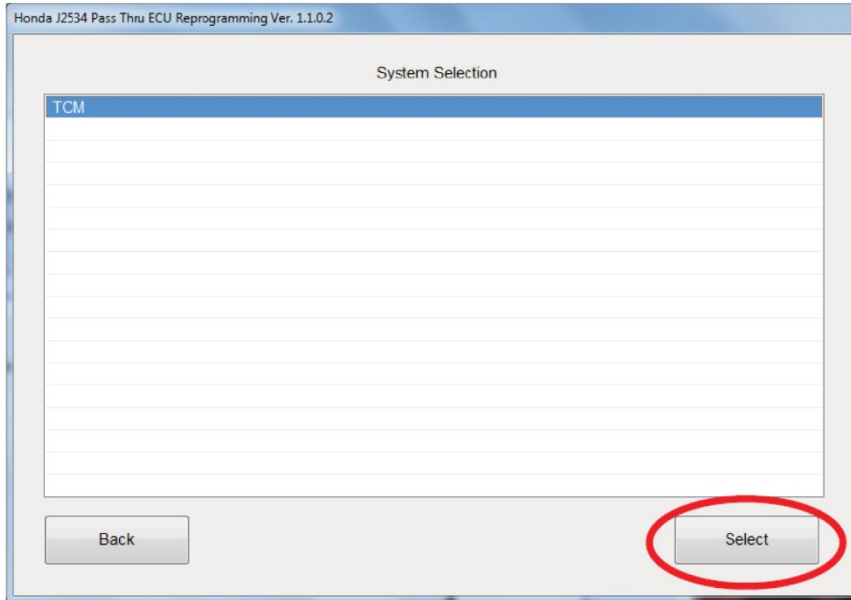 Honda J2534 Pass Thru ECU Reprogramming Ver. 1.1.0.2
System Selection
TCM
Back
Select